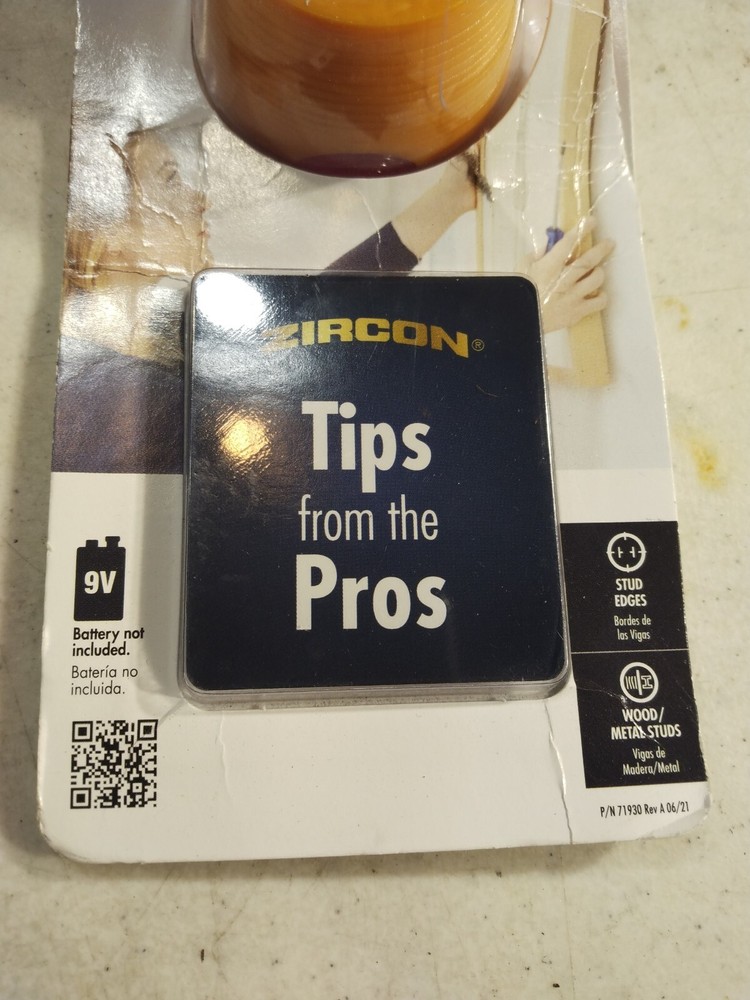 ZIRCON®
Tips
from the
Pros
9V
Battery not
included.
Batería no
incluida.
STUD
EDGES
Bordes de
las Vigas
WOOD/
METAL STUDS
Vigas de
Madera/Metal
P/N 71930 Rev A 06/21